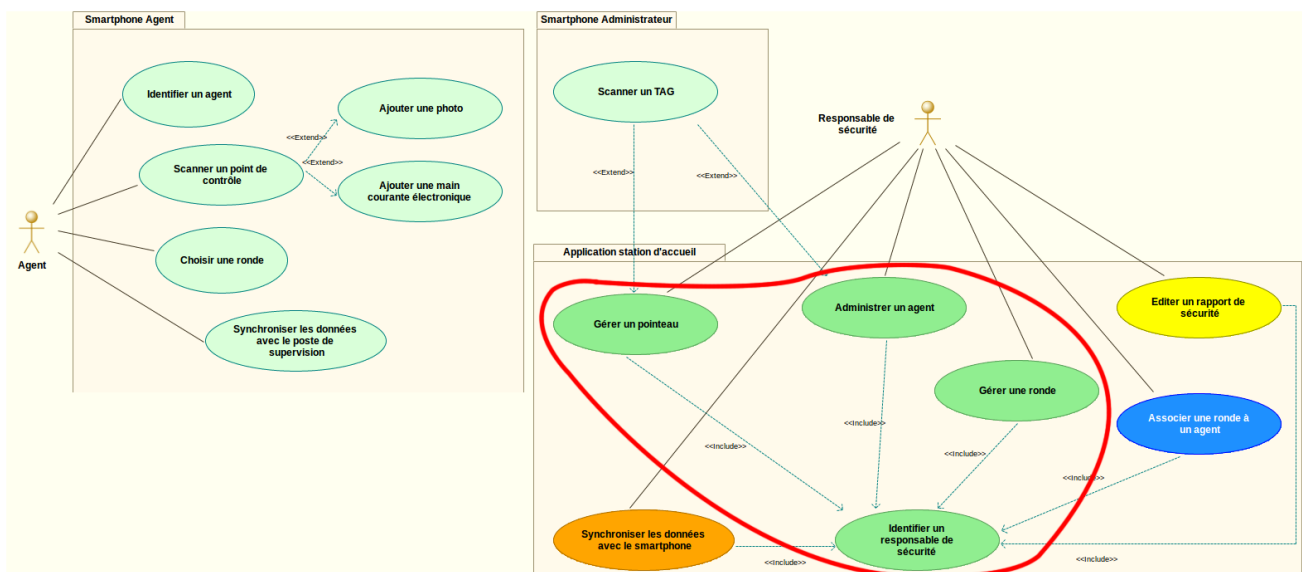 Smartphone Agent
Identifier un agent
Ajouter une photo
<<Extend>>
<<Extend>>
Scanner un point de
contrôle
Ajouter une main
courante électronique
Choisir une ronde
Agent
Synchroniser les données
avec le poste de
supervision
Smartphone Administrateur
Scanner un TAG
<<Extend>>
<<Extend>>
Responsable de
sécurité
Application station d'accueil
Gérer un pointeau
Administrer un agent
Editer un rapport de
sécurité
Gérer une ronde
Associer une ronde à
un agent
<<Include>>
<<Include>>
<<Include>>
<<Include>>
Synchroniser les données
avec le smartphone
<<Include>>
Identifier un
responsable de
sécurité
<<Include>>